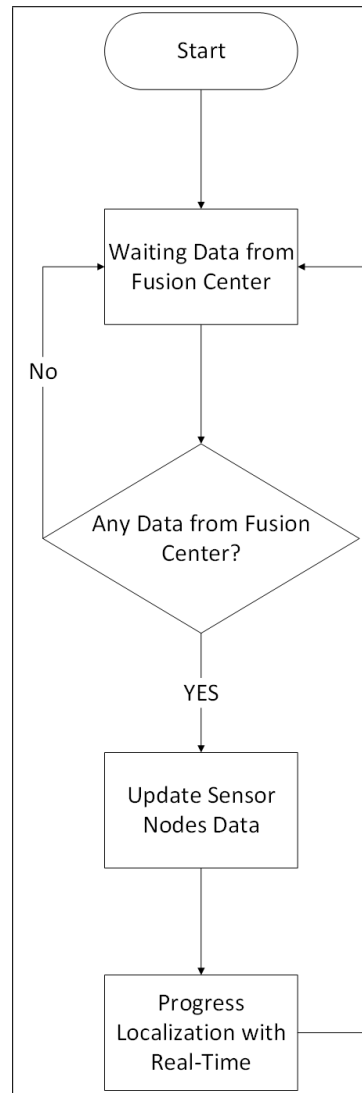 Start
Waiting Data from
Fusion Center
No
Any Data from Fusion
Center?
YES
Update Sensor
Nodes Data
Progress
Localization with
Real-Time